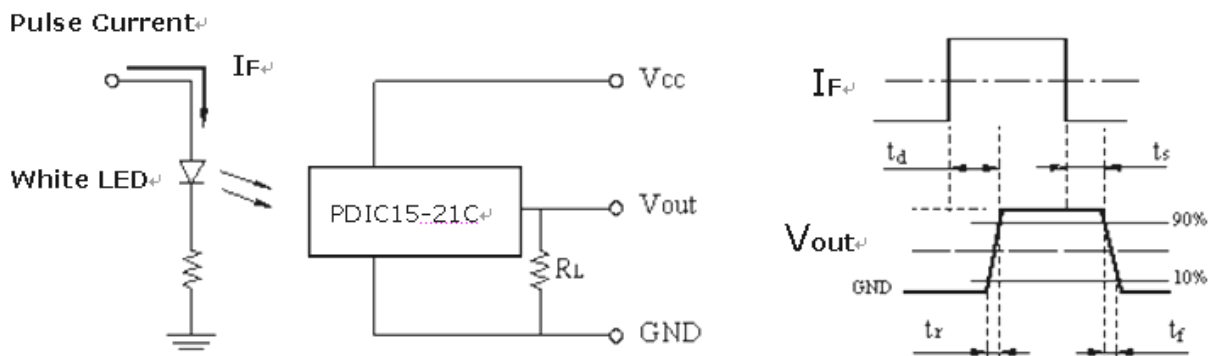 Pulse Current↵
IF↵
White LED↵
PDIC15-21C↵
Vcc
Vout
RL
GND
IF↵
td
ts
Vout↵
90%
10%
GND
tr
tf